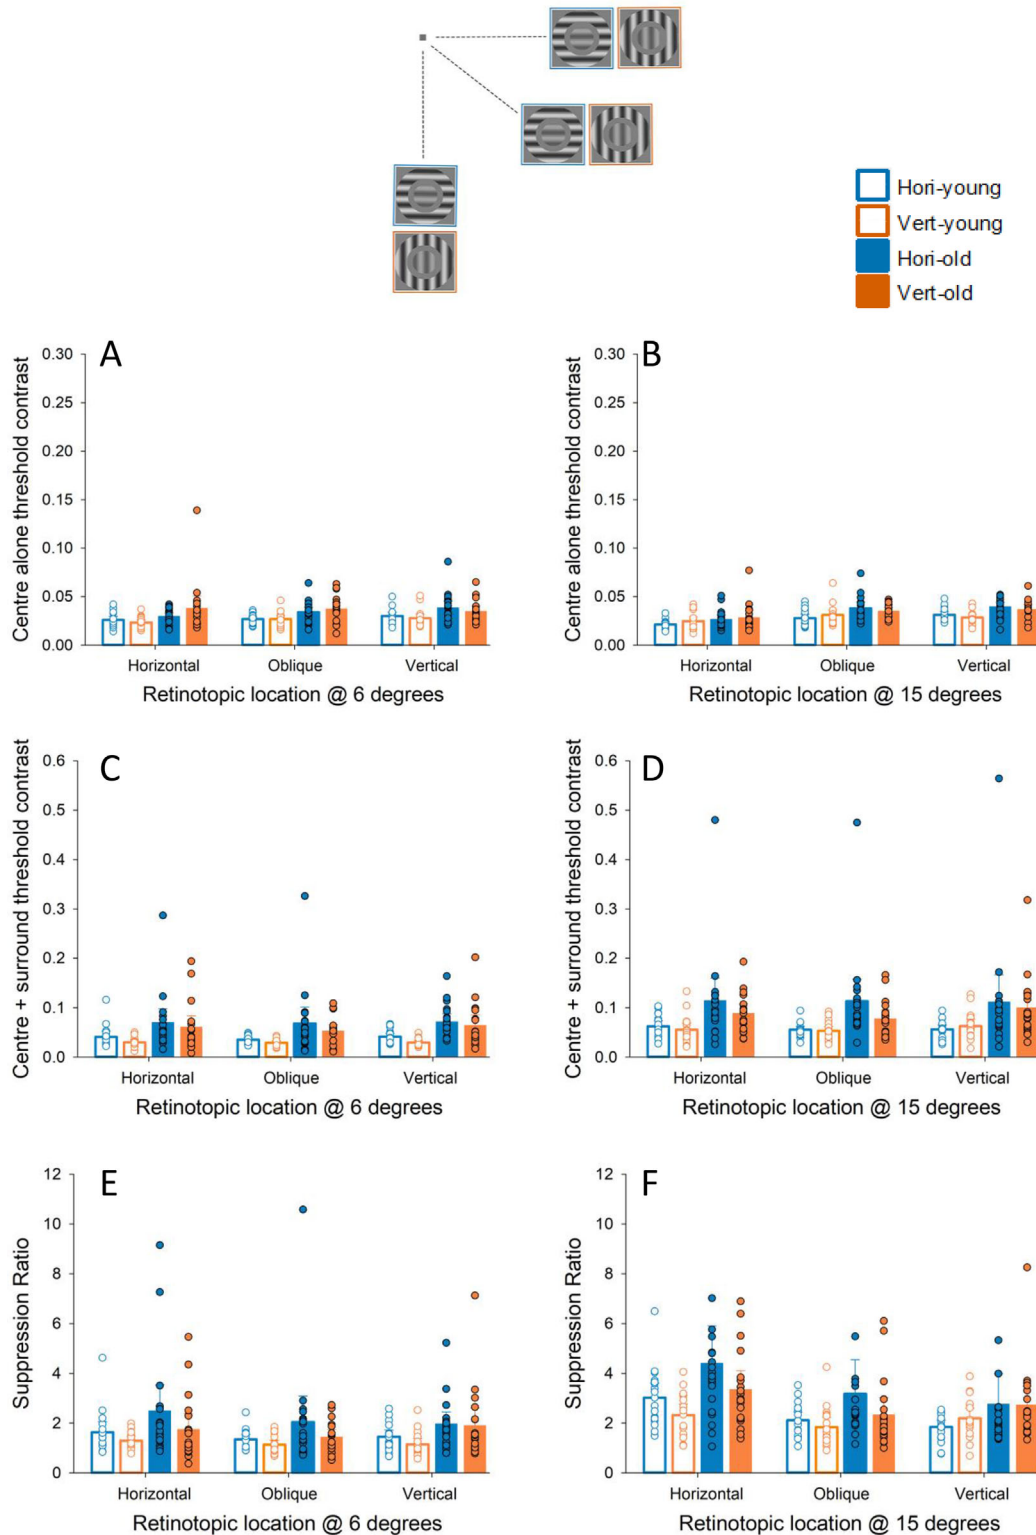 Hori-young
Vert-young
Hori-old
Vert-old
A
Centre alone threshold contrast
0.30
0.25
0.20
0.15
0.10
0.05
0.00
Horizontal Oblique Vertical
Retinotopic location @ 6 degrees
B
Centre alone threshold contrast
0.30
0.25
0.20
0.15
0.10
0.05
0.00
Horizontal Oblique Vertical
Retinotopic location @ 15 degrees
C
Centre + surround threshold contrast
0.6
0.5
0.4
0.3
0.2
0.1
0.0
Horizontal Oblique Vertical
Retinotopic location @ 6 degrees
D
Centre + surround threshold contrast
0.6
0.5
0.4
0.3
0.2
0.1
0.0
Horizontal Oblique Vertical
Retinotopic location @ 15 degrees
E
Suppression Ratio
12
10
8
6
4
2
0
Horizontal Oblique Vertical
Retinotopic location @ 6 degrees
F
Suppression Ratio
12
10
8
6
4
2
0
Horizontal Oblique Vertical
Retinotopic location @ 15 degrees